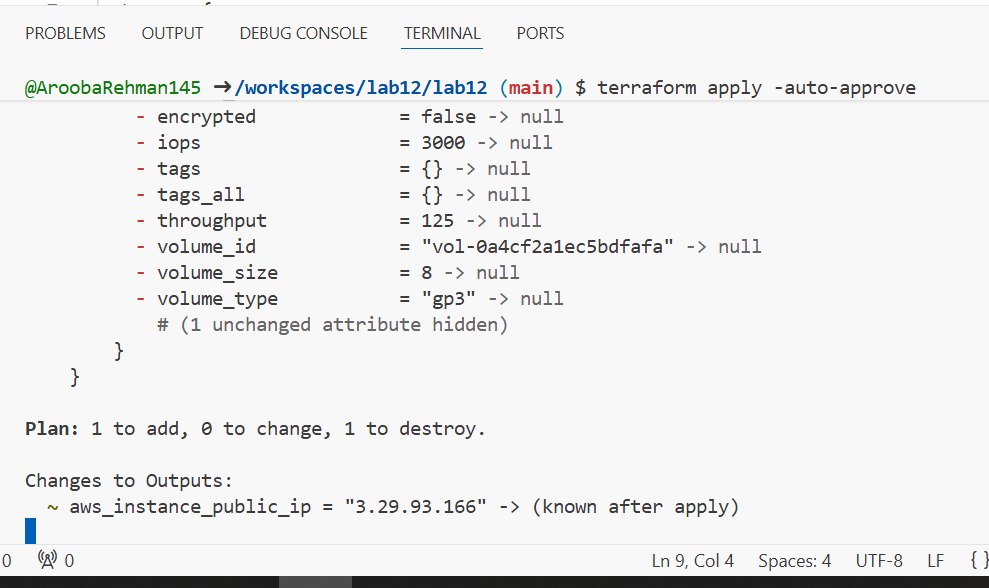 PROBLEMS OUTPUT DEBUG CONSOLE TERMINAL PORTS
@AroobaRehman145 ➜/workspaces/lab12/lab12 (main) $ terraform apply -auto-approve
- encrypted = false -> null
- iops = 3000 -> null
- tags = {} -> null
- tags_all = {} -> null
- throughput = 125 -> null
- volume_id = "vol-0a4cf2a1ec5bdfafa" -> null
- volume_size = 8 -> null
- volume_type = "gp3" -> null
# (1 unchanged attribute hidden)
}
}
Plan: 1 to add, 0 to change, 1 to destroy.
Changes to Outputs:
~ aws_instance_public_ip = "3.29.93.166" -> (known after apply)
0 0 Ln 9, Col 4 Spaces: 4 UTF-8 LF { }